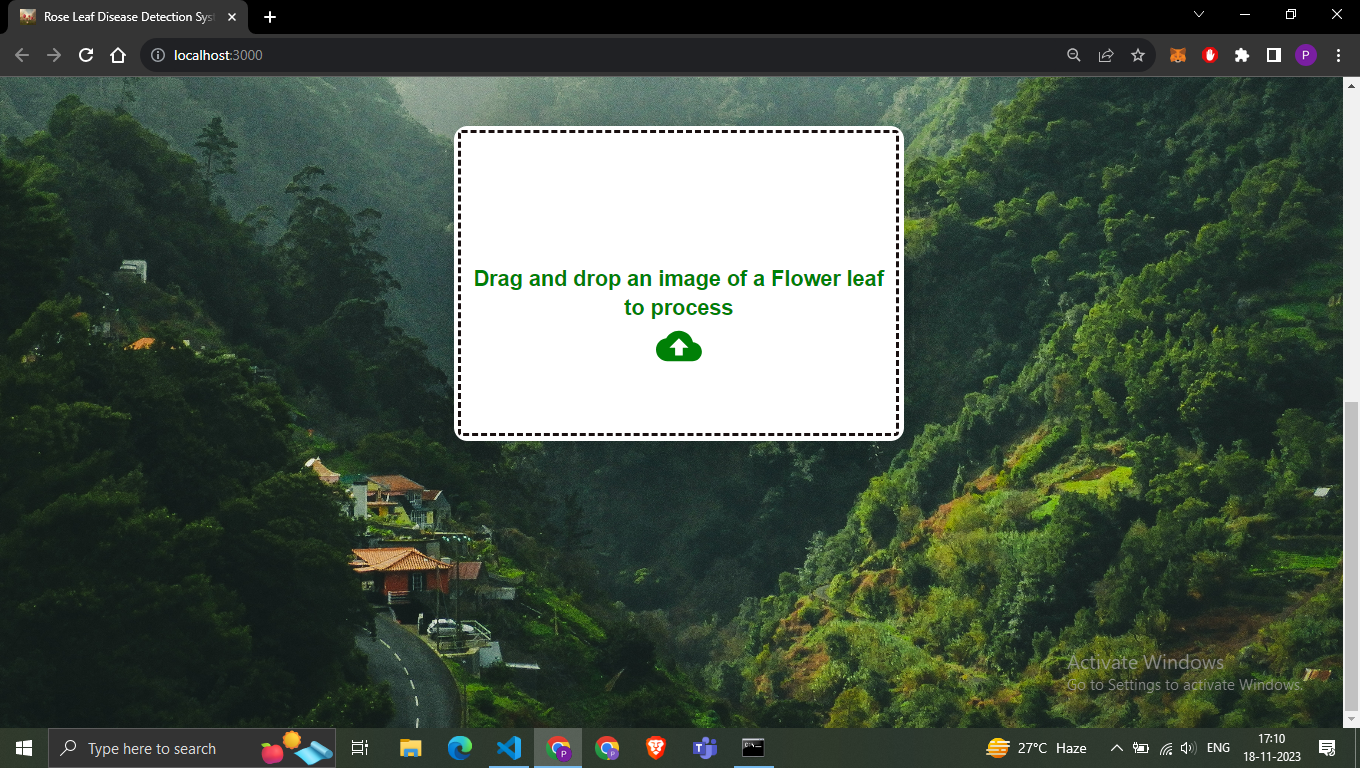 Rose Leaf Disease Detection Sys
localhost:3000
P
Drag and drop an image of a Flower leaf
to process
Activate Windows
Go to Settings to activate Windows.
Type here to search
P
P
27°C Haze
ENG
17:10
18-11-2023